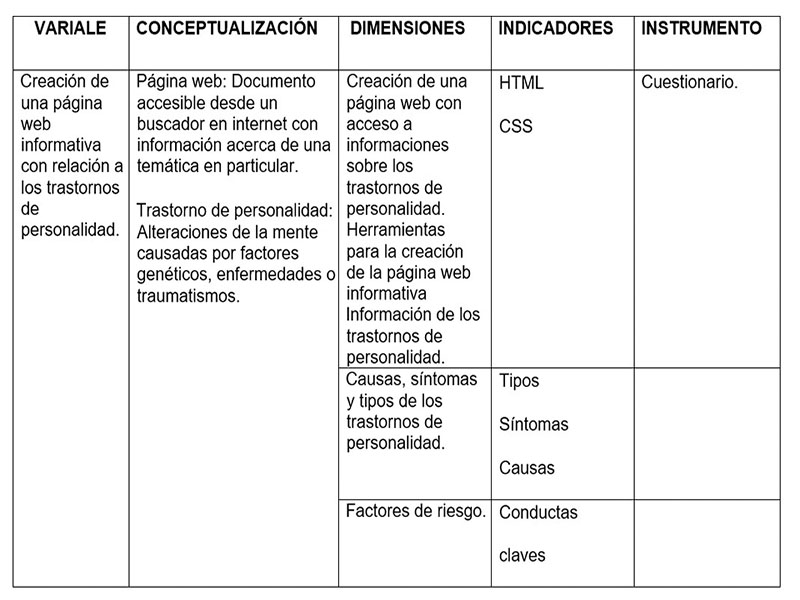 VARIALE
CONCEPTUALIZACIÓN
DIMENSIONES
INDICADORES
INSTRUMENTO
Creación de
una página
web
informativa
con relación a
los trastornos
de
personalidad.
Página web: Documento
accesible desde un
buscador en internet con
información acerca de una
temática en particular.
Trastorno de personalidad:
Alteraciones de la mente
causadas por factores
genéticos, enfermedades o
traumatismos.
Creación de una
página web con
acceso a
informaciones
sobre los
trastornos de
personalidad.
Herramientas
para la creación
de la página web
informativa
Información de los
trastornos de
personalidad.
HTML
CSS
Cuestionario.
Causas, síntomas
y tipos de los
trastornos de
personalidad.
Tipos
Síntomas
Causas
Factores de riesgo.
Conductas
claves